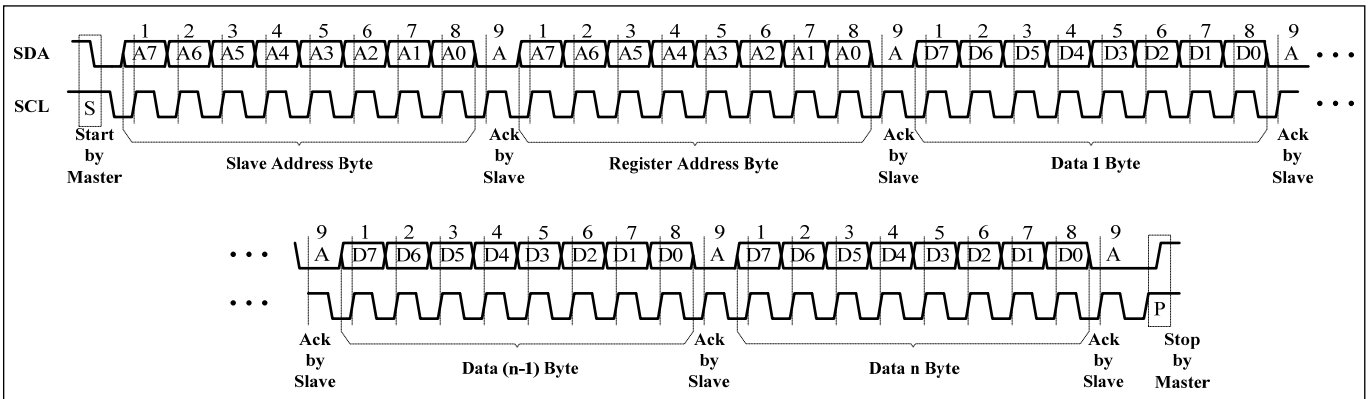 1 2 3 4 5 6 7 8 9 1 2 3 4 5 6 7 8 9 1 2 3 4 5 6 7 8 9
SDA A7 A6 A5 A4 A3 A2 A1 A0 A A7 A6 A5 A4 A3 A2 A1 A0 A D7 D6 D5 D4 D3 D2 D1 D0 A • • •
SCL S • • •
Start by Master
Slave Address Byte
Ack by Slave
Register Address Byte
Ack by Slave
Data 1 Byte
Ack by Slave
9 1 2 3 4 5 6 7 8 9 1 2 3 4 5 6 7 8 9
• • • A D7 D6 D5 D4 D3 D2 D1 D0 A D7 D6 D5 D4 D3 D2 D1 D0 A
• • • P
Ack by Slave
Data (n-1) Byte
Ack by Slave
Data n Byte
Ack by Slave
Stop by Master